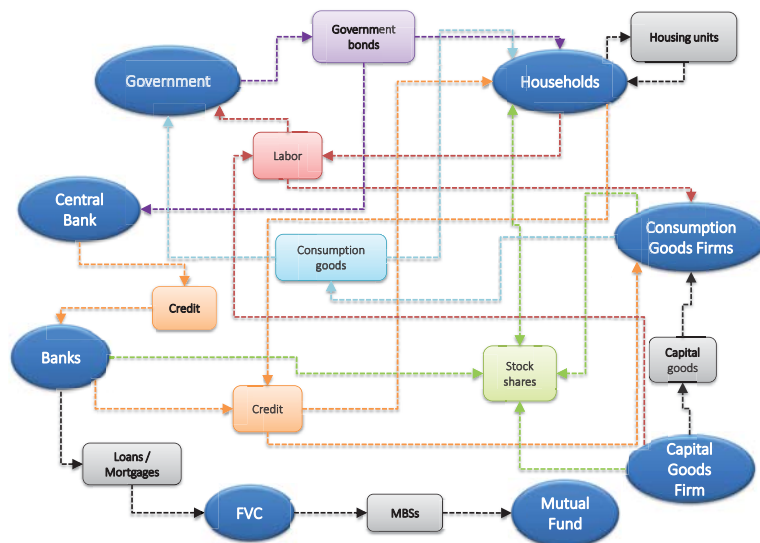 Government
bonds
Housing units
Government
Households
Labor
Central
Bank
Consumption
goods
Consumption
Goods Firms
Credit
Banks
Stock
shares
Capital
goods
Credit
Loans /
Mortgages
Capital
Goods
Firm
FVC
MBSs
Mutual
Fund